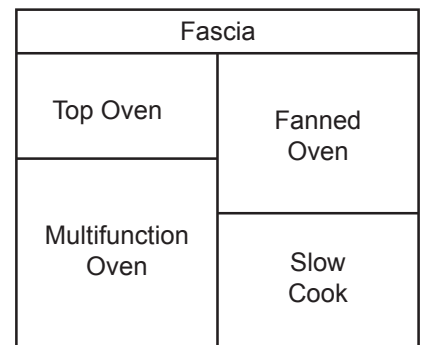 Fascia
Top Oven
Fanned
Oven
Multifunction
Oven
Slow
Cook